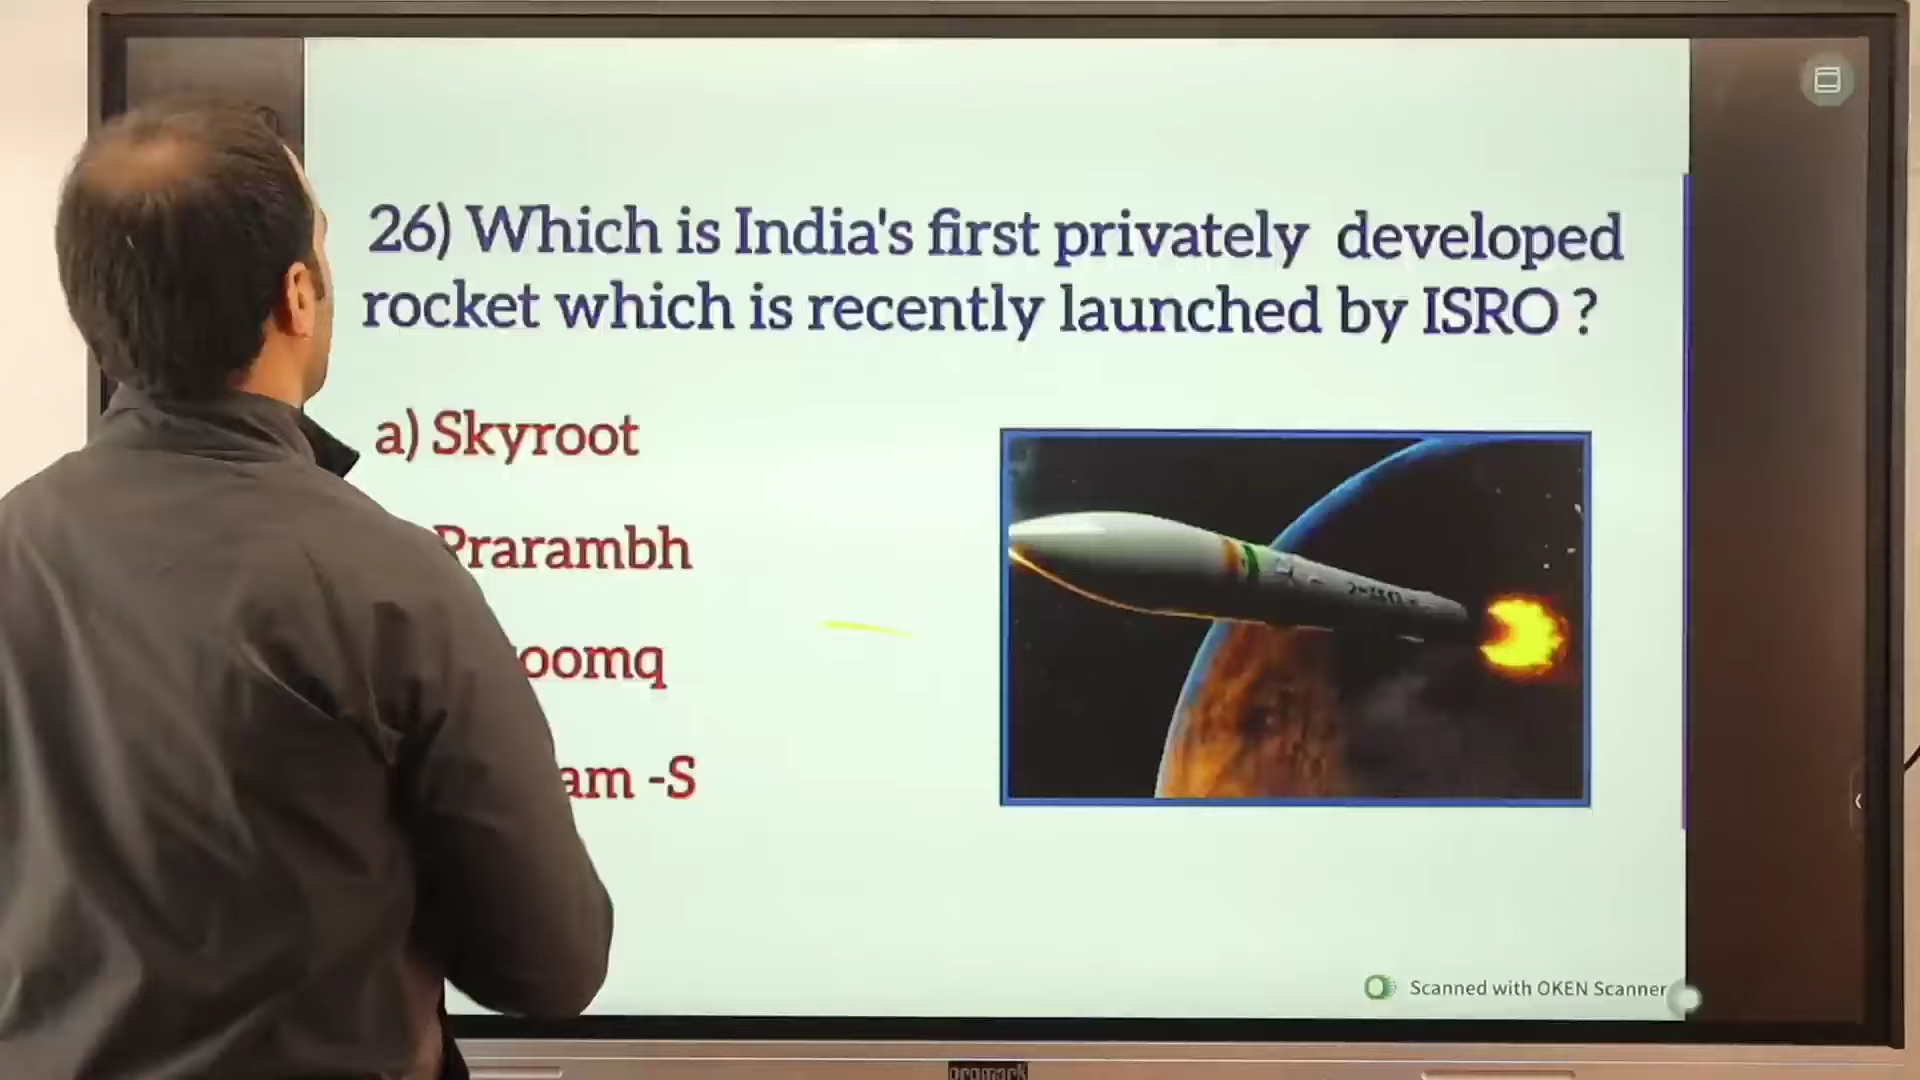 26) Which is India's first privately developed
rocket which is recently launched by ISRO ?
a) Skyroot
Prarambh
oomq
am -S
Scanned with OKEN Scanner
promark